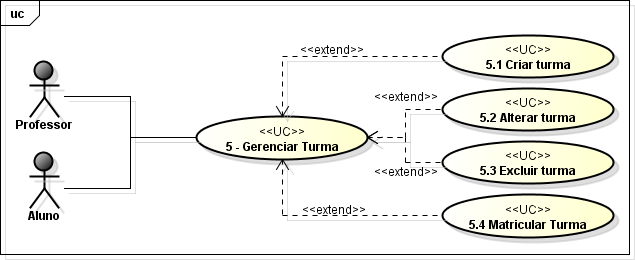 uc
<<extend>>
<<UC>>
5.1 Criar turma
<<extend>>
<<UC>>
5.2 Alterar turma
Professor
<<UC>>
5 - Gerenciar Turma
<<UC>>
5.3 Excluir turma
<<extend>>
Aluno
<<extend>>
<<UC>>
5.4 Matricular Turma